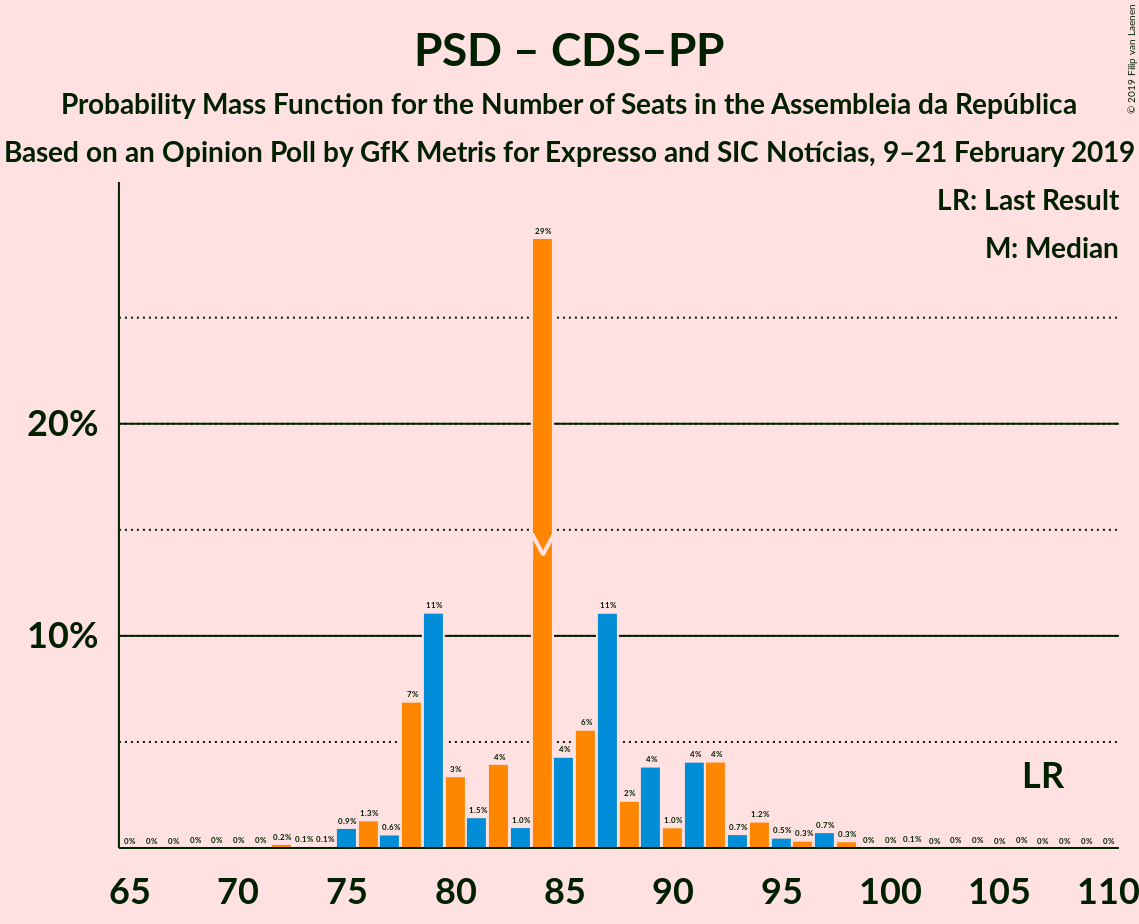 PSD – CDS–PP
Probability Mass Function for the Number of Seats in the Assembleia da República
Based on an Opinion Poll by GfK Metris for Expresso and SIC Notícias, 9–21 February 2019
© 2019 Filip van Laenen
LR: Last Result
M: Median
20%
10%
0% 0% 0% 0% 0% 0% 0% 0.2% 0.1% 0.1% 0.9% 1.3% 0.6% 7% 11% 3% 1.5% 4% 1.0% 29% 4% 6% 11% 2% 4% 1.0% 4% 4% 0.7% 1.2% 0.5% 0.3% 0.7% 0.3% 0% 0% 0.1% 0% 0% 0% 0% 0% 0% 0% 0% 0%
LR
65 70 75 80 85 90 95 100 105 110